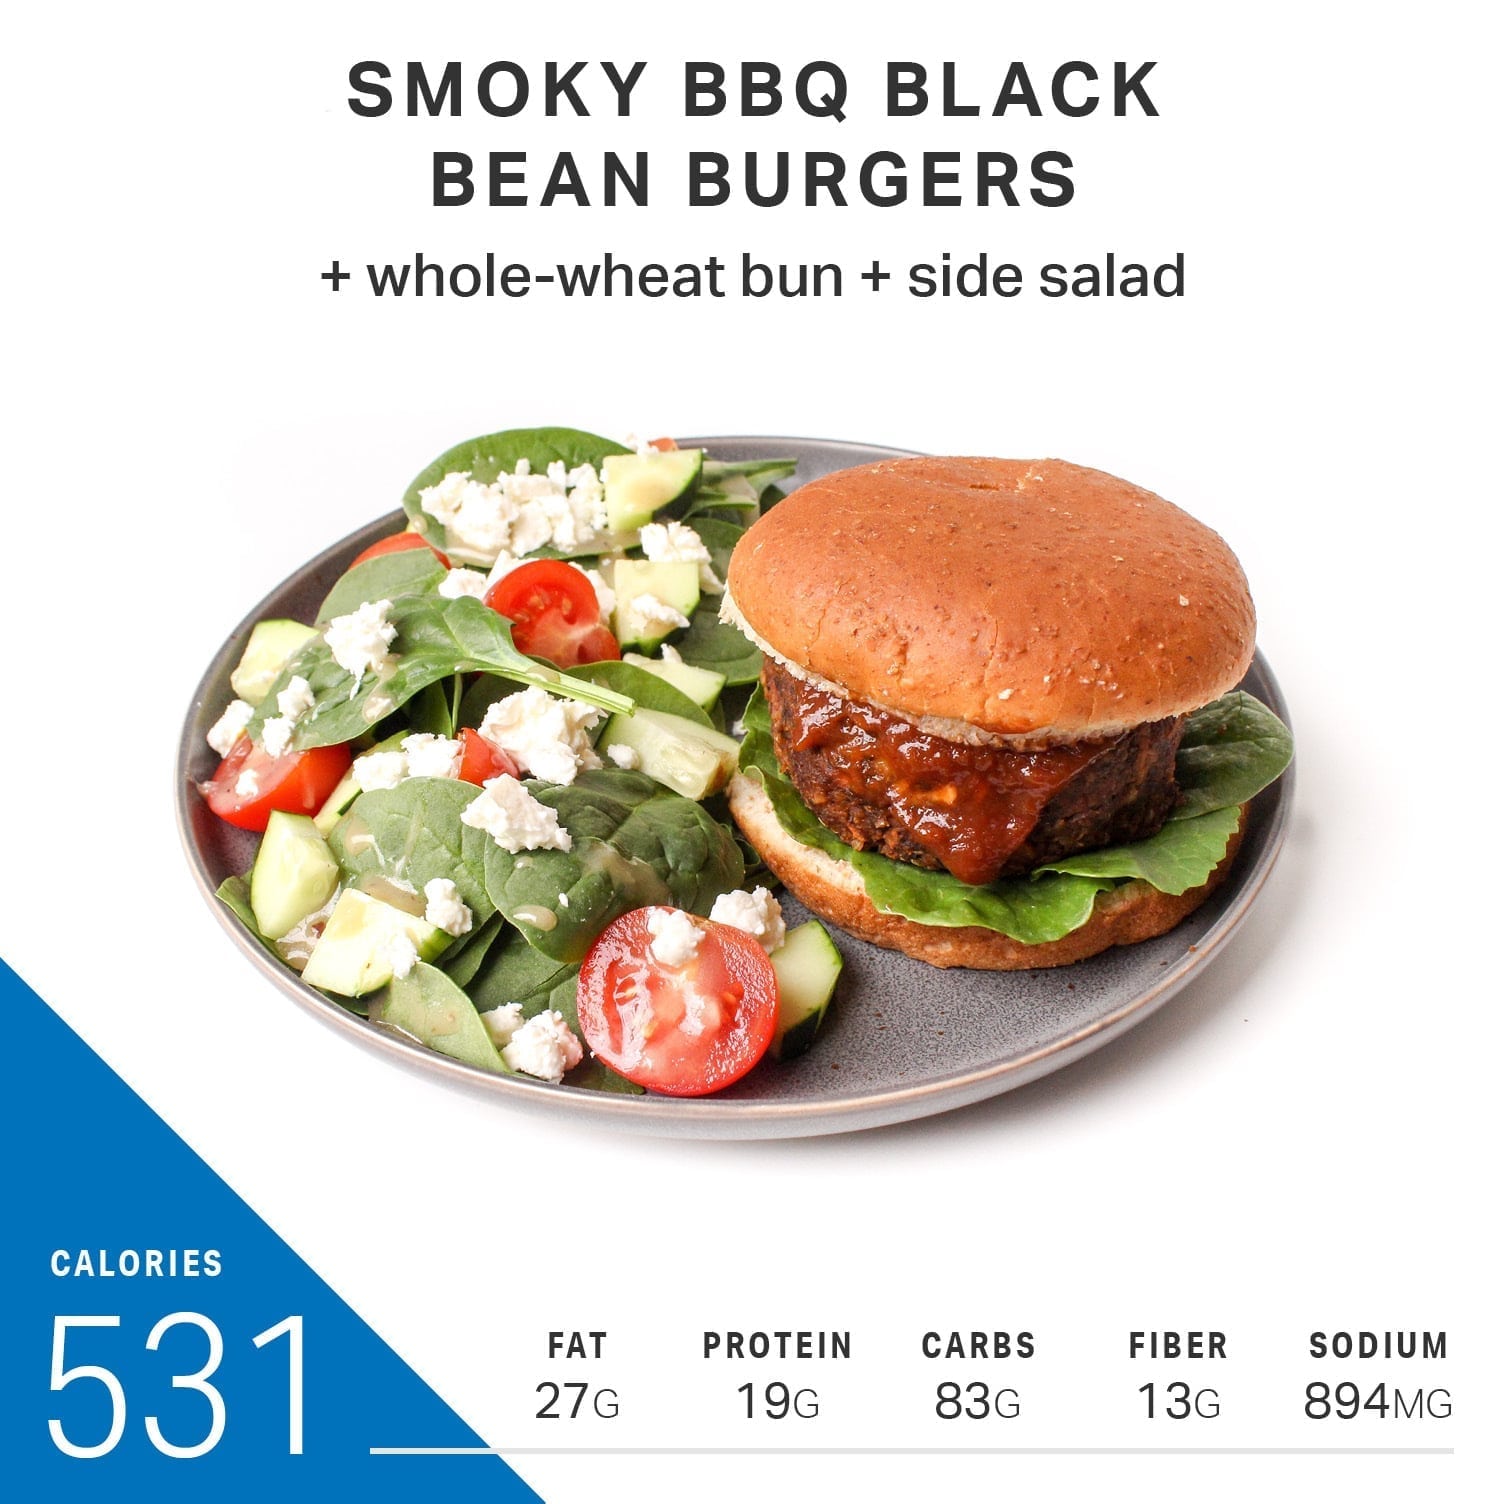 SMOKY BBQ BLACK
BEAN BURGERS
+ whole-wheat bun + side salad
CALORIES
531
FAT PROTEIN CARBS FIBER SODIUM
27G 19G 83G 13G 894MG